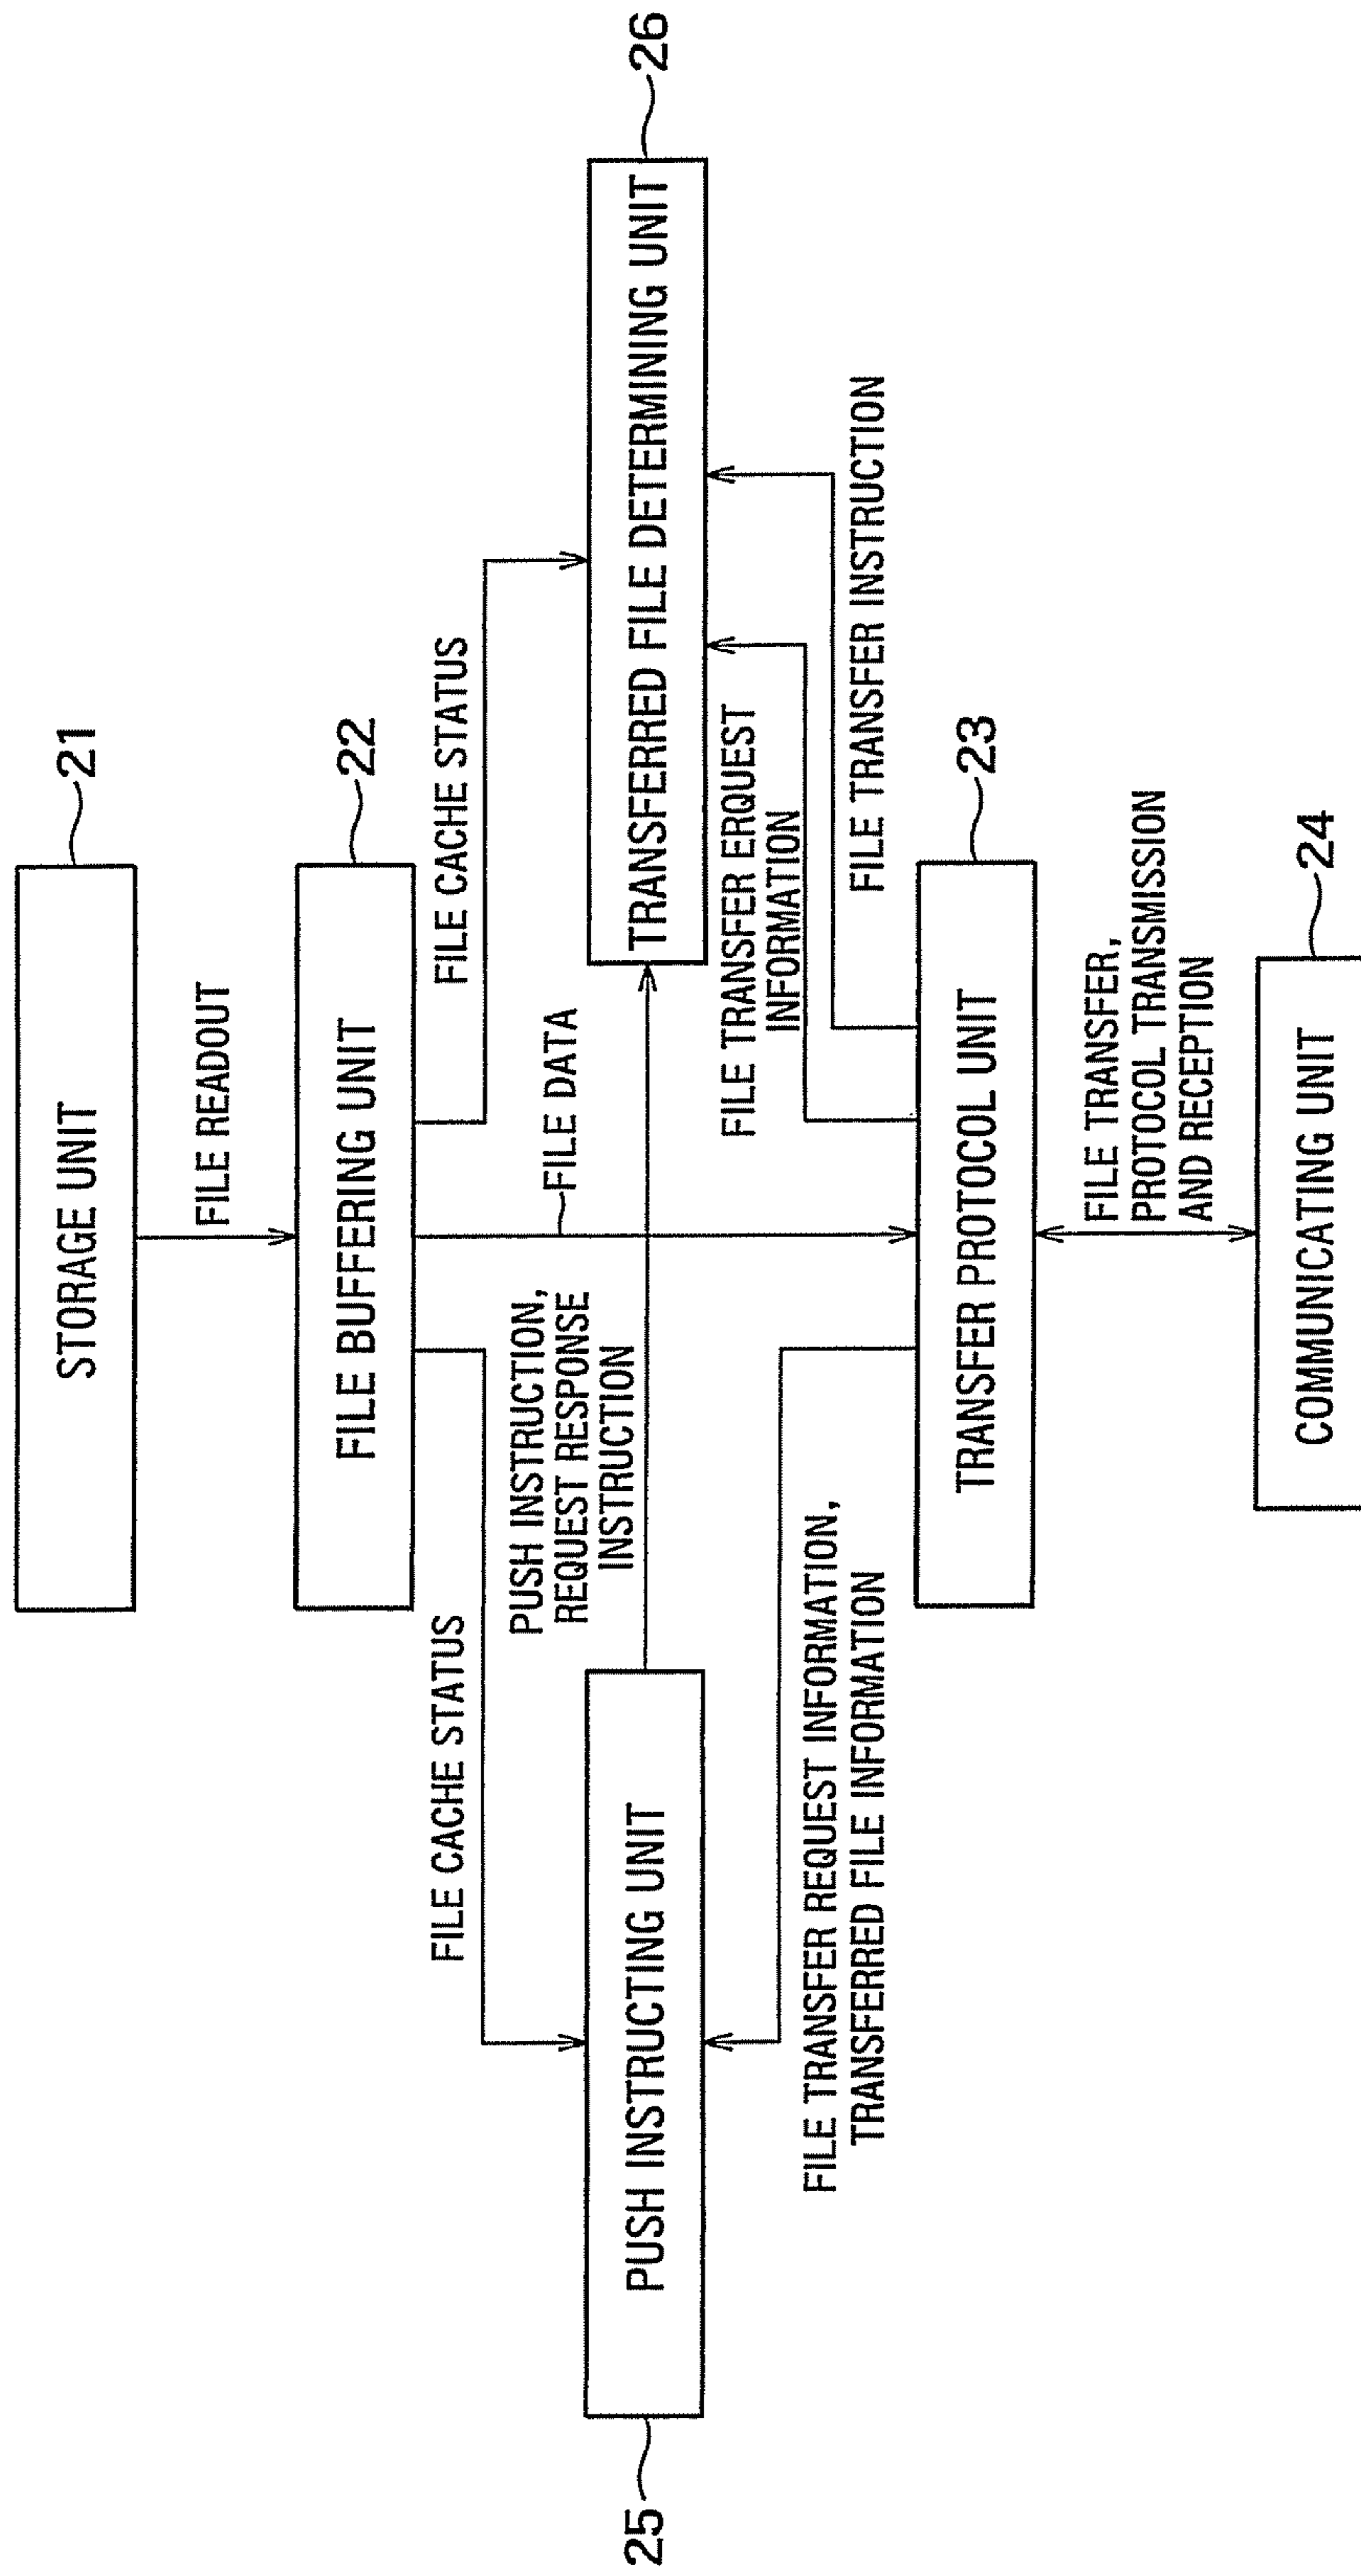 21
STORAGE UNIT
FILE READOUT
22
FILE BUFFERING UNIT
FILE CACHE STATUS
FILE CACHE STATUS
PUSH INSTRUCTION,
REQUEST RESPONSE
INSTRUCTION
FILE DATA
25
PUSH INSTRUCTING UNIT
TRANSFERRED FILE DETERMINING UNIT
26
FILE TRANSFER REQUEST INFORMATION,
TRANSFERRED FILE INFORMATION
FILE TRANSFER ERQUEST
INFORMATION
FILE TRANSFER INSTRUCTION
23
TRANSFER PROTOCOL UNIT
FILE TRANSFER,
PROTOCOL TRANSMISSION
AND RECEPTION
24
COMMUNICATING UNIT